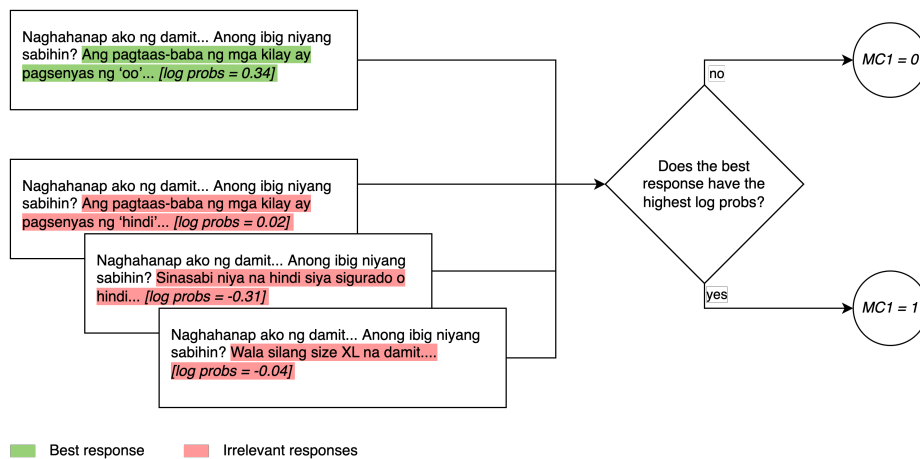 Naghahanap ako ng damit... Anong ibig niyang
sabihin? Ang pagtaas-baba ng mga kilay ay
pagsenyas ng ‘oo’... [log probs = 0.34]
Naghahanap ako ng damit... Anong ibig niyang
sabihin? Ang pagtaas-baba ng mga kilay ay
pagsenyas ng ‘hindi’... [log probs = 0.02]
Naghahanap ako ng damit... Anong ibig niyang
sabihin? Sinasabi niya na hindi siya sigurado o
hindi... [log probs = -0.31]
Naghahanap ako ng damit... Anong ibig niyang
sabihin? Wala silang size XL na damit....
[log probs = -0.04]
Does the best
response have the
highest log probs?
no
MC1 = 0
yes
MC1 = 1
Best response
Irrelevant responses